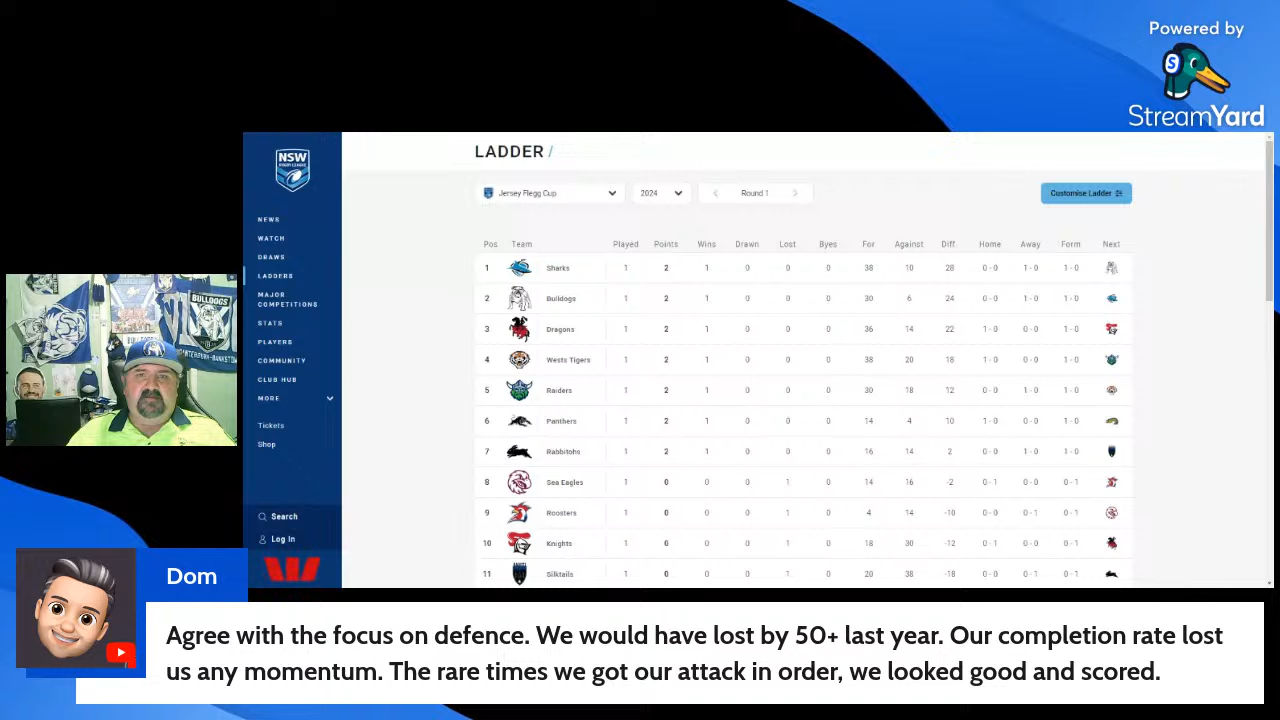 Powered by
StreamYard
NSW
RUGBY LEAGUE
LADDER /
Jersey Flegg Cup
2024
Round 1
Customise Ladder
NEWS
WATCH
DRAWS
LADDERS
MAJOR
COMPETITIONS
STATS
PLAYERS
COMMUNITY
CLUB HUB
MORE
Tickets
Shop
Search
Log In
Pos Team Played Points Wins Drawn Lost Byes For Against Diff Home Away Form Next
1 Sharks 1 2 1 0 0 0 38 10 28 0 - 0 1 - 0 1 - 0
2 Bulldogs 1 2 1 0 0 0 30 6 24 0 - 0 1 - 0 1 - 0
3 Dragons 1 2 1 0 0 0 36 14 22 1 - 0 0 - 0 1 - 0
4 Wests Tigers 1 2 1 0 0 0 38 20 18 1 - 0 0 - 0 1 - 0
5 Raiders 1 2 1 0 0 0 30 18 12 0 - 0 1 - 0 1 - 0
6 Panthers 1 2 1 0 0 0 14 4 10 1 - 0 0 - 0 1 - 0
7 Rabbitohs 1 2 1 0 0 0 16 14 2 0 - 0 1 - 0 1 - 0
8 Sea Eagles 1 0 0 0 1 0 14 16 -2 0 - 1 0 - 0 0 - 1
9 Roosters 1 0 0 0 1 0 4 14 -10 0 - 0 0 - 1 0 - 1
10 Knights 1 0 0 0 1 0 18 30 -12 0 - 1 0 - 0 0 - 1
11 Silktails 1 0 0 0 1 0 20 38 -18 0 - 0 0 - 1 0 - 1
BULLDOGS
Dom
Agree with the focus on defence. We would have lost by 50+ last year. Our completion rate lost
us any momentum. The rare times we got our attack in order, we looked good and scored.